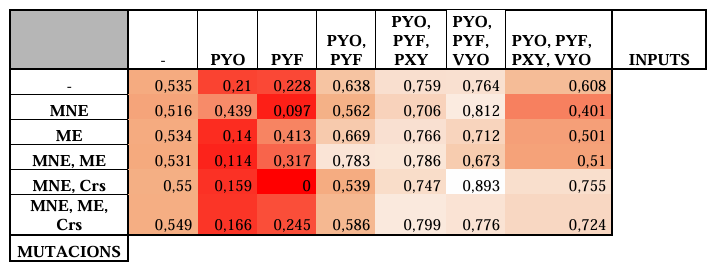 - PYO PYF PYO, PYF PYO, PYF, PXY PYO, PYF, VYO PYO, PYF, PXY, VYO INPUTS
- 0,535 0,21 0,228 0,638 0,759 0,764 0,608
MNE 0,516 0,439 0,097 0,562 0,706 0,812 0,401
ME 0,534 0,14 0,413 0,669 0,766 0,712 0,501
MNE, ME 0,531 0,114 0,317 0,783 0,786 0,673 0,51
MNE, Crs 0,55 0,159 0 0,539 0,747 0,893 0,755
MNE, ME, Crs 0,549 0,166 0,245 0,586 0,799 0,776 0,724
MUTACIONS